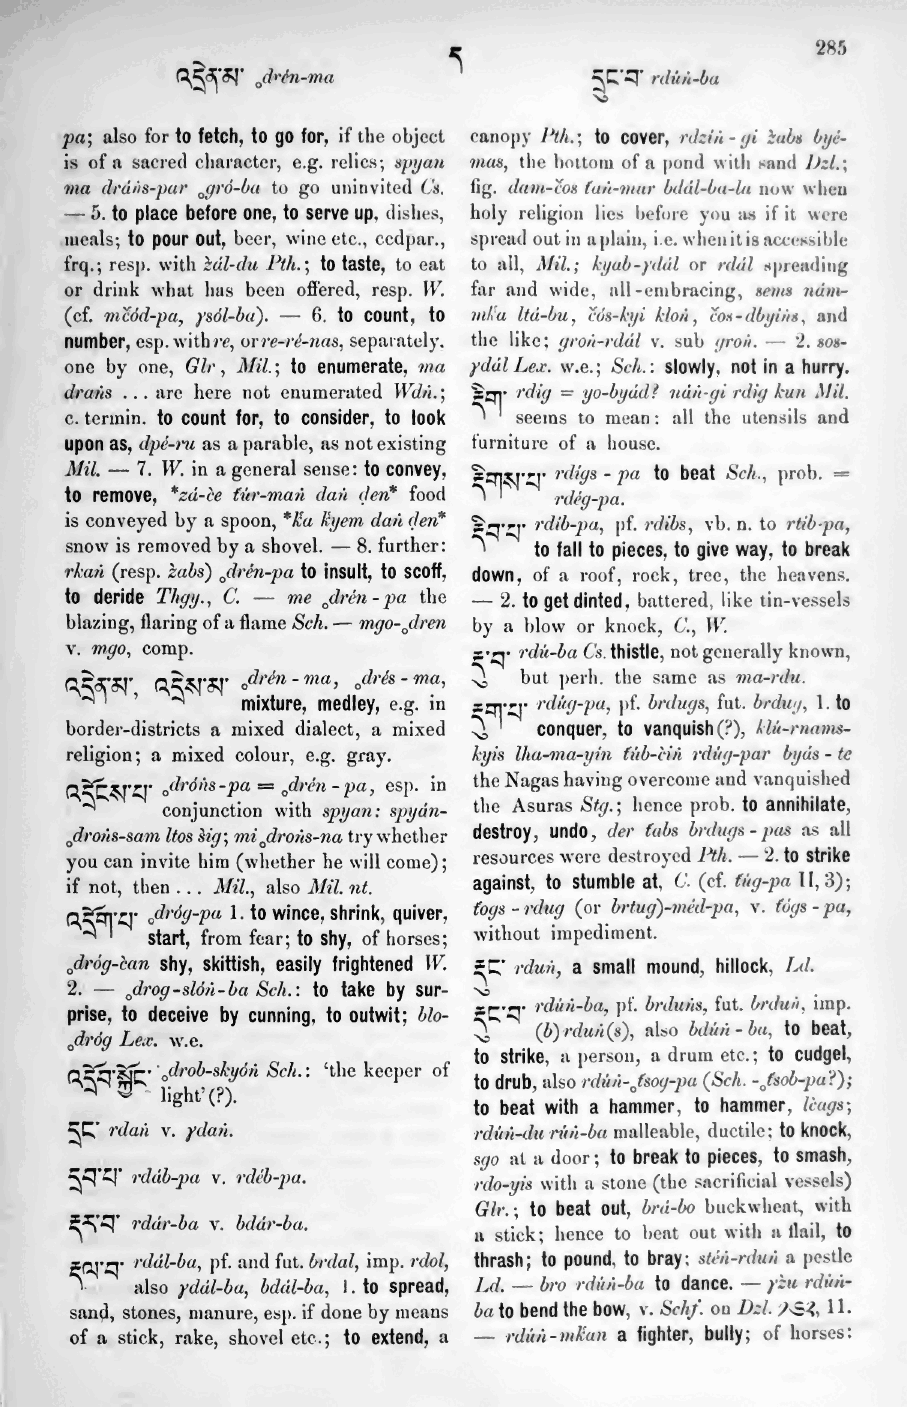 285
ད
འདྲེན་མ་ ₒdrén-ma
རྡུང་བ་ rdúṅ-ba
pa; also for to fetch, to go for, if the object
is of a sacred character, e.g. relics; spyan
ma dráṅs-par ₒgró-ba to go uninvited Cs.
— 5. to place before one, to serve up, dishes,
meals; to pour out, beer, wine etc., ccdpar.,
frq.; resp. with žál-du Pth.; to taste, to eat
or drink what has been offered, resp. W.
(cf. mčód-pa, γsól-ba). — 6. to count, to
number, esp. with re, or re-ré-nas, separately.
one by one, Glr, Mil.; to enumerate, ma
draṅs ... are here not enumerated Wdṅ.;
c. termin. to count for, to consider, to look
upon as, dpé-ru as a parable, as not existing
Mil. — 7. W. in a general sense: to convey,
to remove, *zá-če t̔úr-maṅ daṅ ḍen* food
is conveyed by a spoon, *k̔a k̔yem daṅ ḍen*
snow is removed by a shovel. — 8. further:
rkaṅ (resp. žabs) ₒdrén-pa to insult, to scoff,
to deride Thgy., C. — me ₒdrén-pa the
blazing, flaring of a flame Sch. — mgo-ₒdren
v. mgo, comp.
འདྲེན་མ་, འདྲེས་མ་ ₒdrén-ma, ₒdrés-ma,
mixture, medley, e.g. in
border-districts a mixed dialect, a mixed
religion; a mixed colour, e.g. gray.
འདྲོངས་པ་ ₒdróṅs-pa = ₒdrén-pa, esp. in
conjunction with spyan: spyán-
ₒdroṅs-sam ltos šig; mi ₒdroṅs-na try whether
you can invite him (whether he will come);
if not, then ... Mil., also Mil. nt.
འདྲོག་པ་ ₒdróg-pa 1. to wince, shrink, quiver,
start, from fear; to shy, of horses;
ₒdróg-čan shy, skittish, easily frightened W.
2. — ₒdrog-slóṅ-ba Sch.: to take by sur-
prise, to deceive by cunning, to outwit; blo-
ₒdróg Lex. w.e.
འདྲོབ་སྐྱོང་ ₒdrob-skyóṅ Sch.: ‘the keeper of
light’ (?).
རྡང་ rdaṅ v. γdaṅ.
རྡབ་པ་ rdáb-pa v. rdéb-pa.
རྡར་བ་ rdár-ba v. bdár-ba.
རྡལ་བ་ rdál-ba, pf. and fut. brdal, imp. rdol,
also γdál-ba, bdál-ba, 1. to spread,
sand, stones, manure, esp. if done by means
of a stick, rake, shovel etc.; to extend, a
canopy Pth.; to cover, rdziṅ-gi žabs byé-
mas, the bottom of a pond with sand Dzl.;
fig. dam-čos t̔aṅ-mar bdál-ba-la now when
holy religion lies before you as if it were
spread out in a plain, i.e. when it is accessible
to all, Mil.; kyab-γdál or rdál spreading
far and wide, all-embracing, sems nám-
mk̔a ltá-bu, čós-kyi kloṅ, čos-dbyiṅs, and
the like; groṅ-rdál v. sub groṅ. — 2. sos-
γdál Lex. w.e.; Sch.: slowly, not in a hurry.
རྡིག་ rdig = yo-byád? náṅ-gi rdig kun Mil.
seems to mean: all the utensils and
furniture of a house.
རྡིགས་པ་ rdigs-pa to beat Sch., prob. =
rdég-pa.
རྡིབ་པ་ rdib-pa, pf. rdibs, vb. n. to rtib-pa,
to fall to pieces, to give way, to break
down, of a roof, rock, tree, the heavens.
— 2. to get dinted, battered, like tin-vessels
by a blow or knock, C., W.
རྡུ་བ་ rdú-ba Cs. thistle, not generally known,
but perh. the same as ma-rdu.
རྡུག་པ་ rdúg-pa, pf. brdugs, fut. brdug, 1. to
conquer, to vanquish (?), klú-rnams-
kyis lha-ma-yin t̔úb-čiṅ rdúg-par byás-te
the Nagas having overcome and vanquished
the Asuras Stg.; hence prob. to annihilate,
destroy, undo, der t̔abs brdugs-pas as all
resources were destroyed Pth. — 2. to strike
against, to stumble at, C. (cf. t̔úg-pa II, 3);
t̔ogs-rdug (or brtug)-méd-pa, v. t̔ógs-pa,
without impediment.
རྡུང་ rduṅ, a small mound, hillock, Ld.
རྡུང་བ་ rdúṅ-ba, pf. brduṅs, fut. brduṅ, imp.
(b)rduṅ(s), also bdúṅ-ba, to beat,
to strike, a person, a drum etc.; to cudgel,
to drub, also rdúṅ-ₒt̔sog-pa (Sch. -ₒt̔sob-pa?);
to beat with a hammer, to hammer, lčags;
rdúṅ-du rúṅ-ba malleable, ductile; to knock,
sgo at a door; to break to pieces, to smash,
rdo-yis with a stone (the sacrificial vessels)
Glr.; to beat out, brá-bo buckwheat, with
a stick; hence to beat out with a flail, to
thrash; to pound, to bray; stéṅ-rduṅ a pestle
Ld. — bro rdúṅ-ba to dance. — γžu rdúṅ-
ba to bend the bow, v. Schf. on Dzl. 11.
— rdúṅ-mk̔an a fighter, bully; of horses: